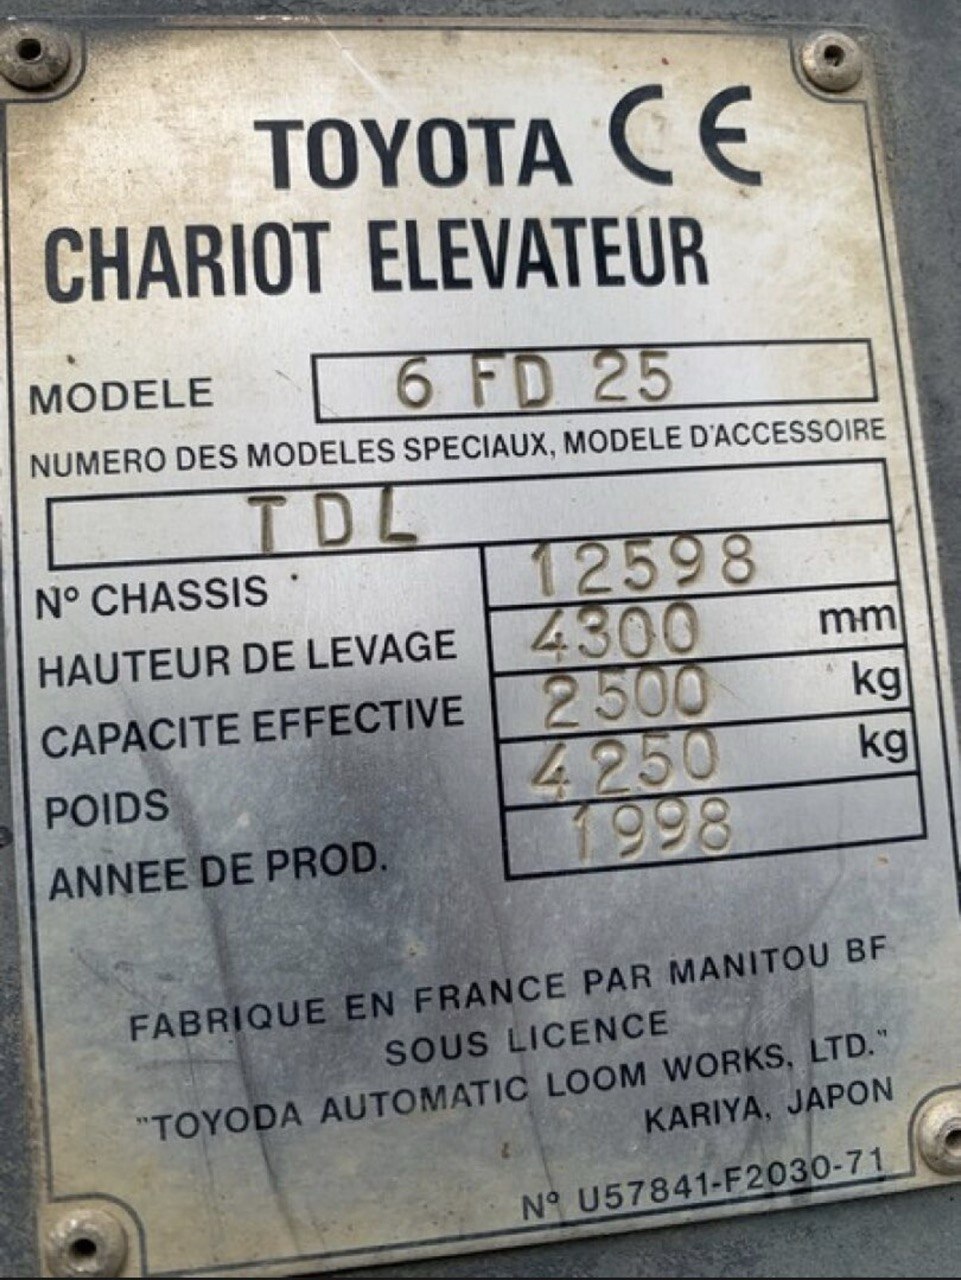 TOYOTA CE
CHARIOT ELEVATEUR
MODELE 6 FD 25
NUMERO DES MODELES SPECIAUX, MODELE D'ACCESSOIRE
TDL
N° CHASSIS 12598
HAUTEUR DE LEVAGE 4300 mm
CAPACITE EFFECTIVE 2500 kg
POIDS 4250 kg
ANNEE DE PROD. 1998
FABRIQUE EN FRANCE PAR MANITOU BF
SOUS LICENCE
"TOYODA AUTOMATIC LOOM WORKS, LTD."
KARIYA, JAPON
N° U57841-F2030-71